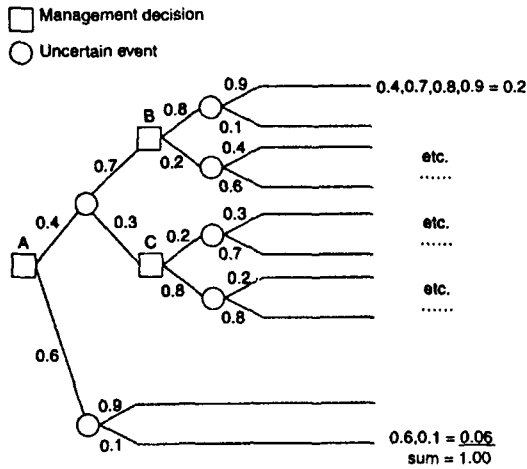 Management decision
Uncertain event
0.9
0.4,0.7,0.8,0.9 = 0.2
B
0.8
0.1
0.7
0.2
0.4
etc.
0.6
......
0.4
0.3
0.3
etc.
A
C
0.2
0.7
......
0.8
0.2
etc.
0.8
......
0.6
0.9
0.1
0.6,0.1 = 0.06
sum = 1.00